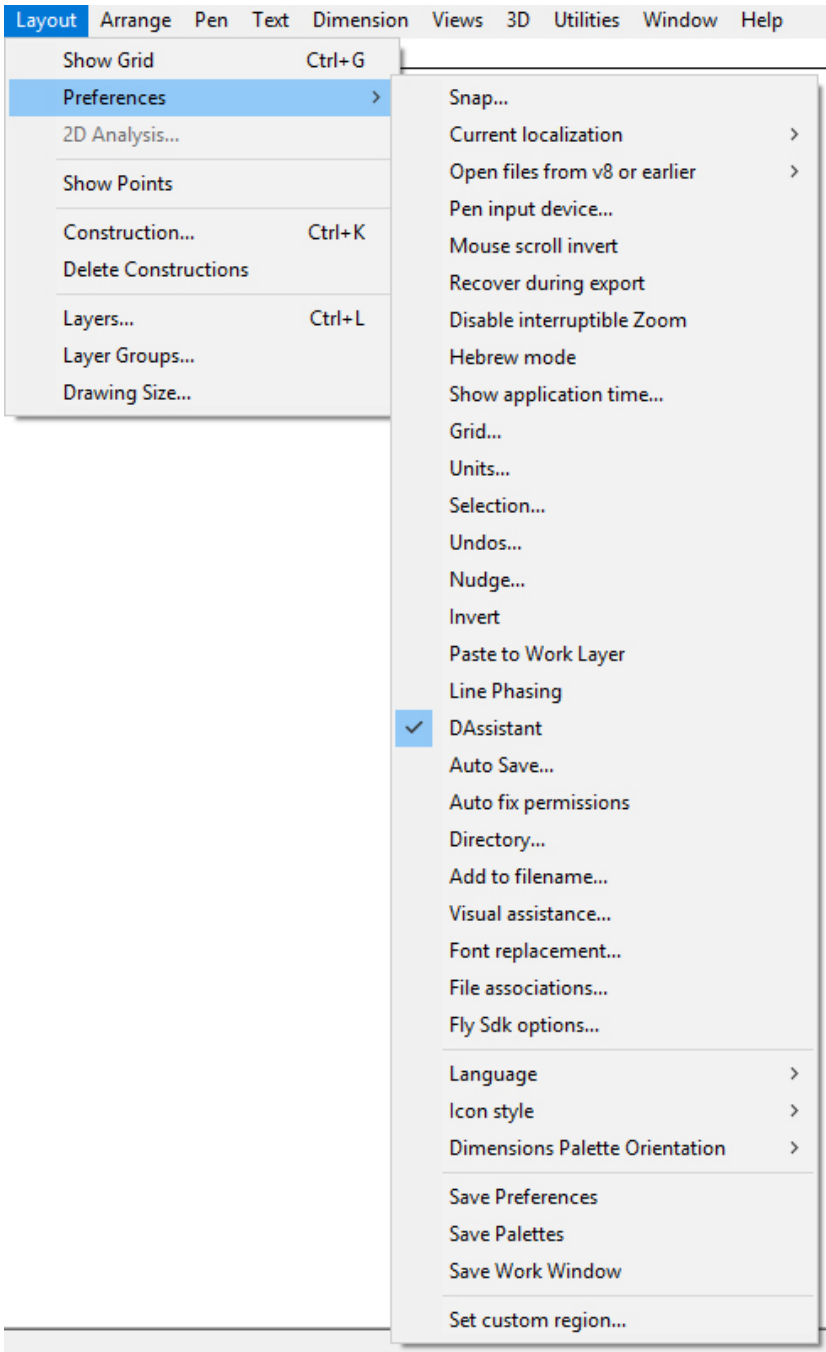 Layout Arrange Pen Text Dimension Views 3D Utilities Window Help
Show Grid Ctrl+G
Preferences
2D Analysis...
Show Points
Construction... Ctrl+K
Delete Constructions
Layers... Ctrl+L
Layer Groups...
Drawing Size...
Snap...
Current localization
Open files from v8 or earlier
Pen input device...
Mouse scroll invert
Recover during export
Disable interruptible Zoom
Hebrew mode
Show application time...
Grid...
Units...
Selection...
Undos...
Nudge...
Invert
Paste to Work Layer
Line Phasing
DAssistant
Auto Save...
Auto fix permissions
Directory...
Add to filename...
Visual assistance...
Font replacement...
File associations...
Fly Sdk options...
Language
Icon style
Dimensions Palette Orientation
Save Preferences
Save Palettes
Save Work Window
Set custom region...